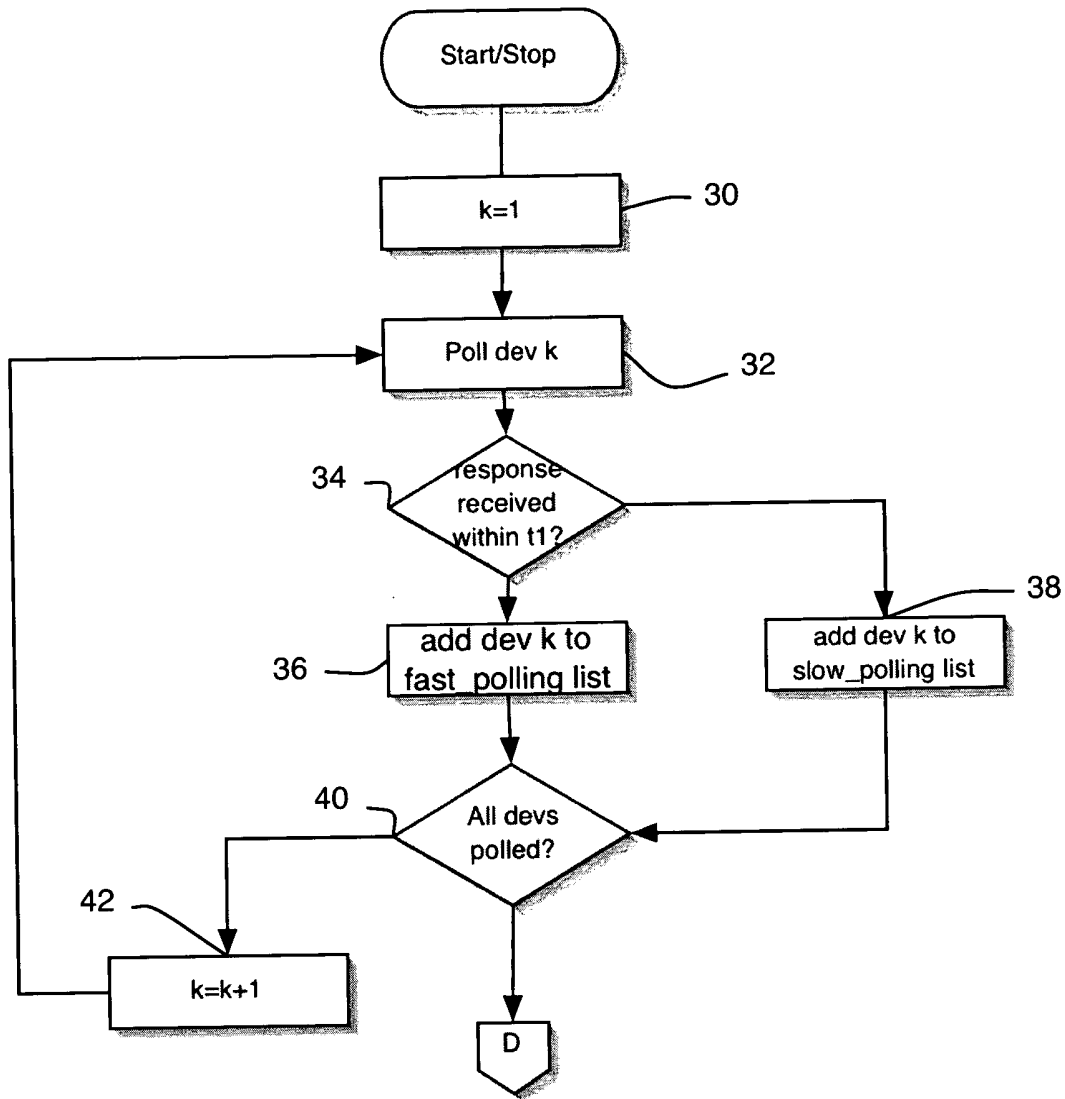 Start/Stop
k=1
30
Poll dev k
32
34
response
received
within t1?
36
add dev k to
fast_polling list
38
add dev k to
slow_polling list
40
All devs
polled?
42
k=k+1
D